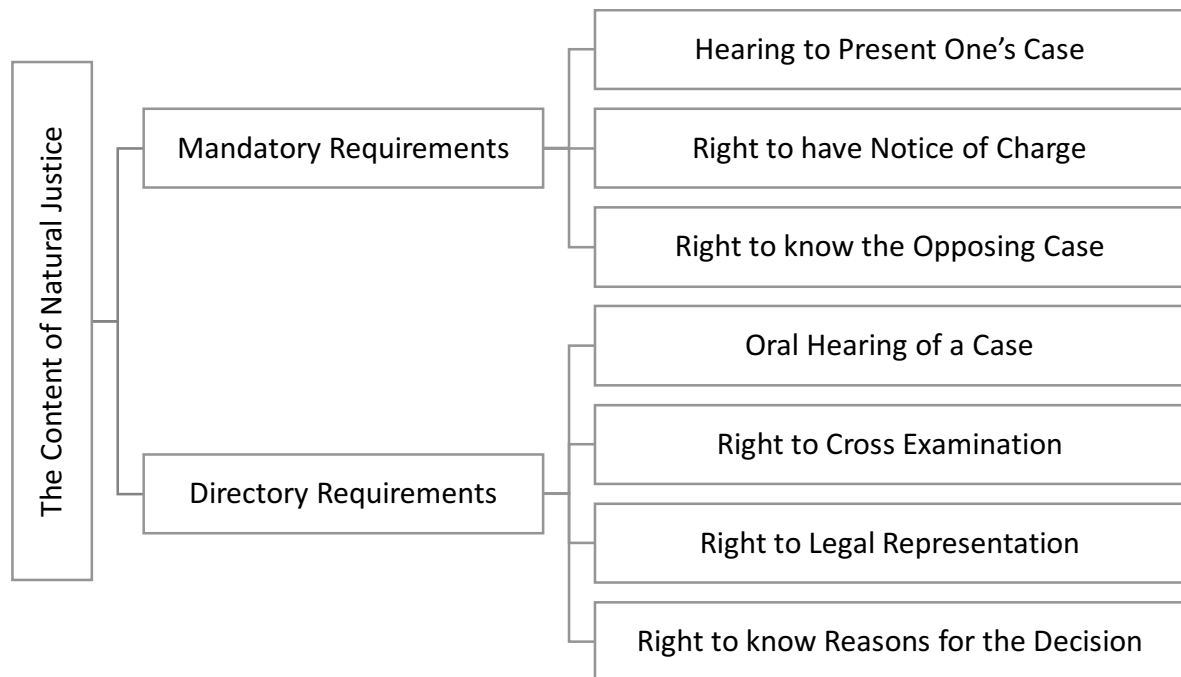 The Content of Natural Justice
Mandatory Requirements
Hearing to Present One’s Case
Right to have Notice of Charge
Right to know the Opposing Case
Directory Requirements
Oral Hearing of a Case
Right to Cross Examination
Right to Legal Representation
Right to know Reasons for the Decision